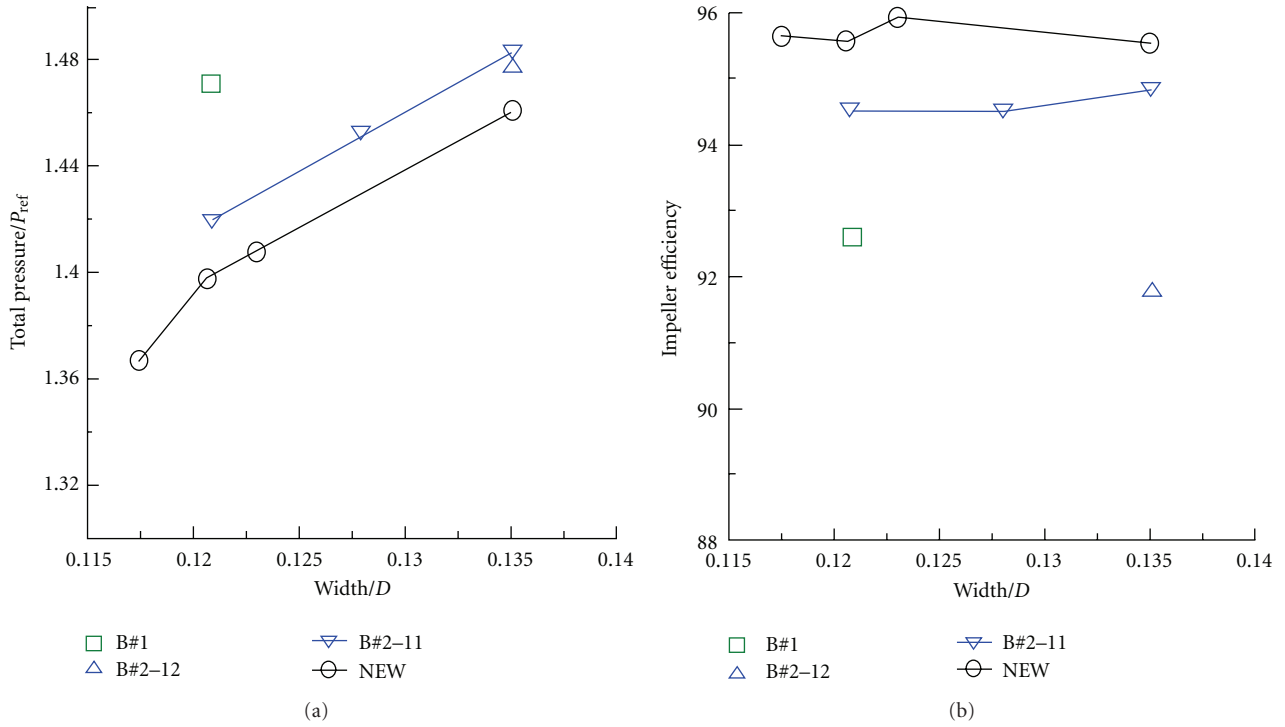 Total pressure/P_ref
1.48
1.44
1.4
1.36
1.32
0.115
0.12
0.125
0.13
0.135
0.14
Width/D
B#1
B#2–11
B#2–12
NEW
(a)
Impeller efficiency
96
94
92
90
88
0.115
0.12
0.125
0.13
0.135
0.14
Width/D
B#1
B#2–11
B#2–12
NEW
(b)